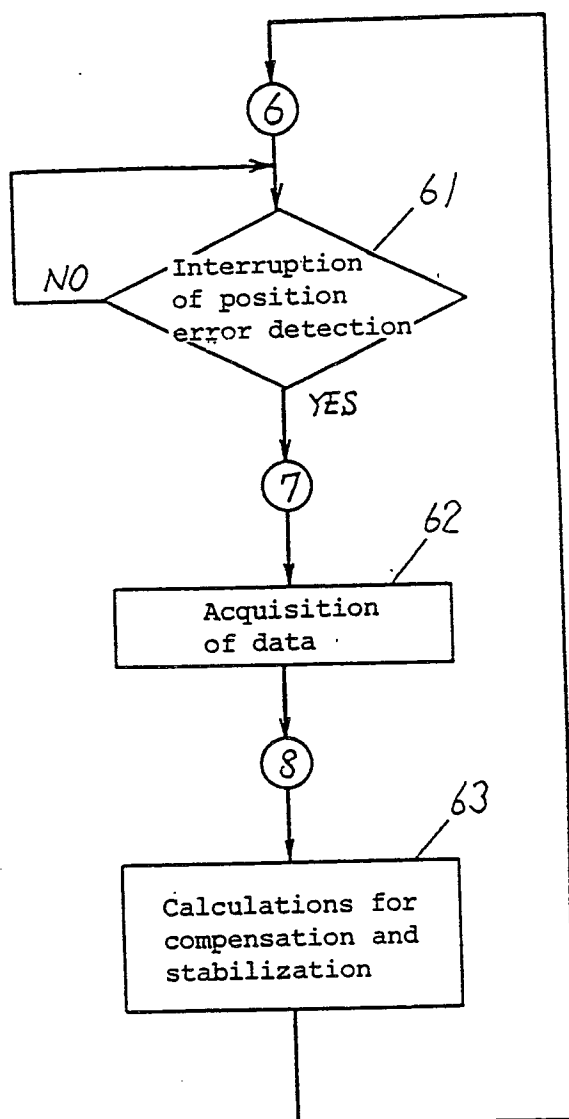 6
61
Interruption
of position
error detection
NO
YES
7
62
Acquisition
of data
8
63
Calculations for
compensation and
stabilization